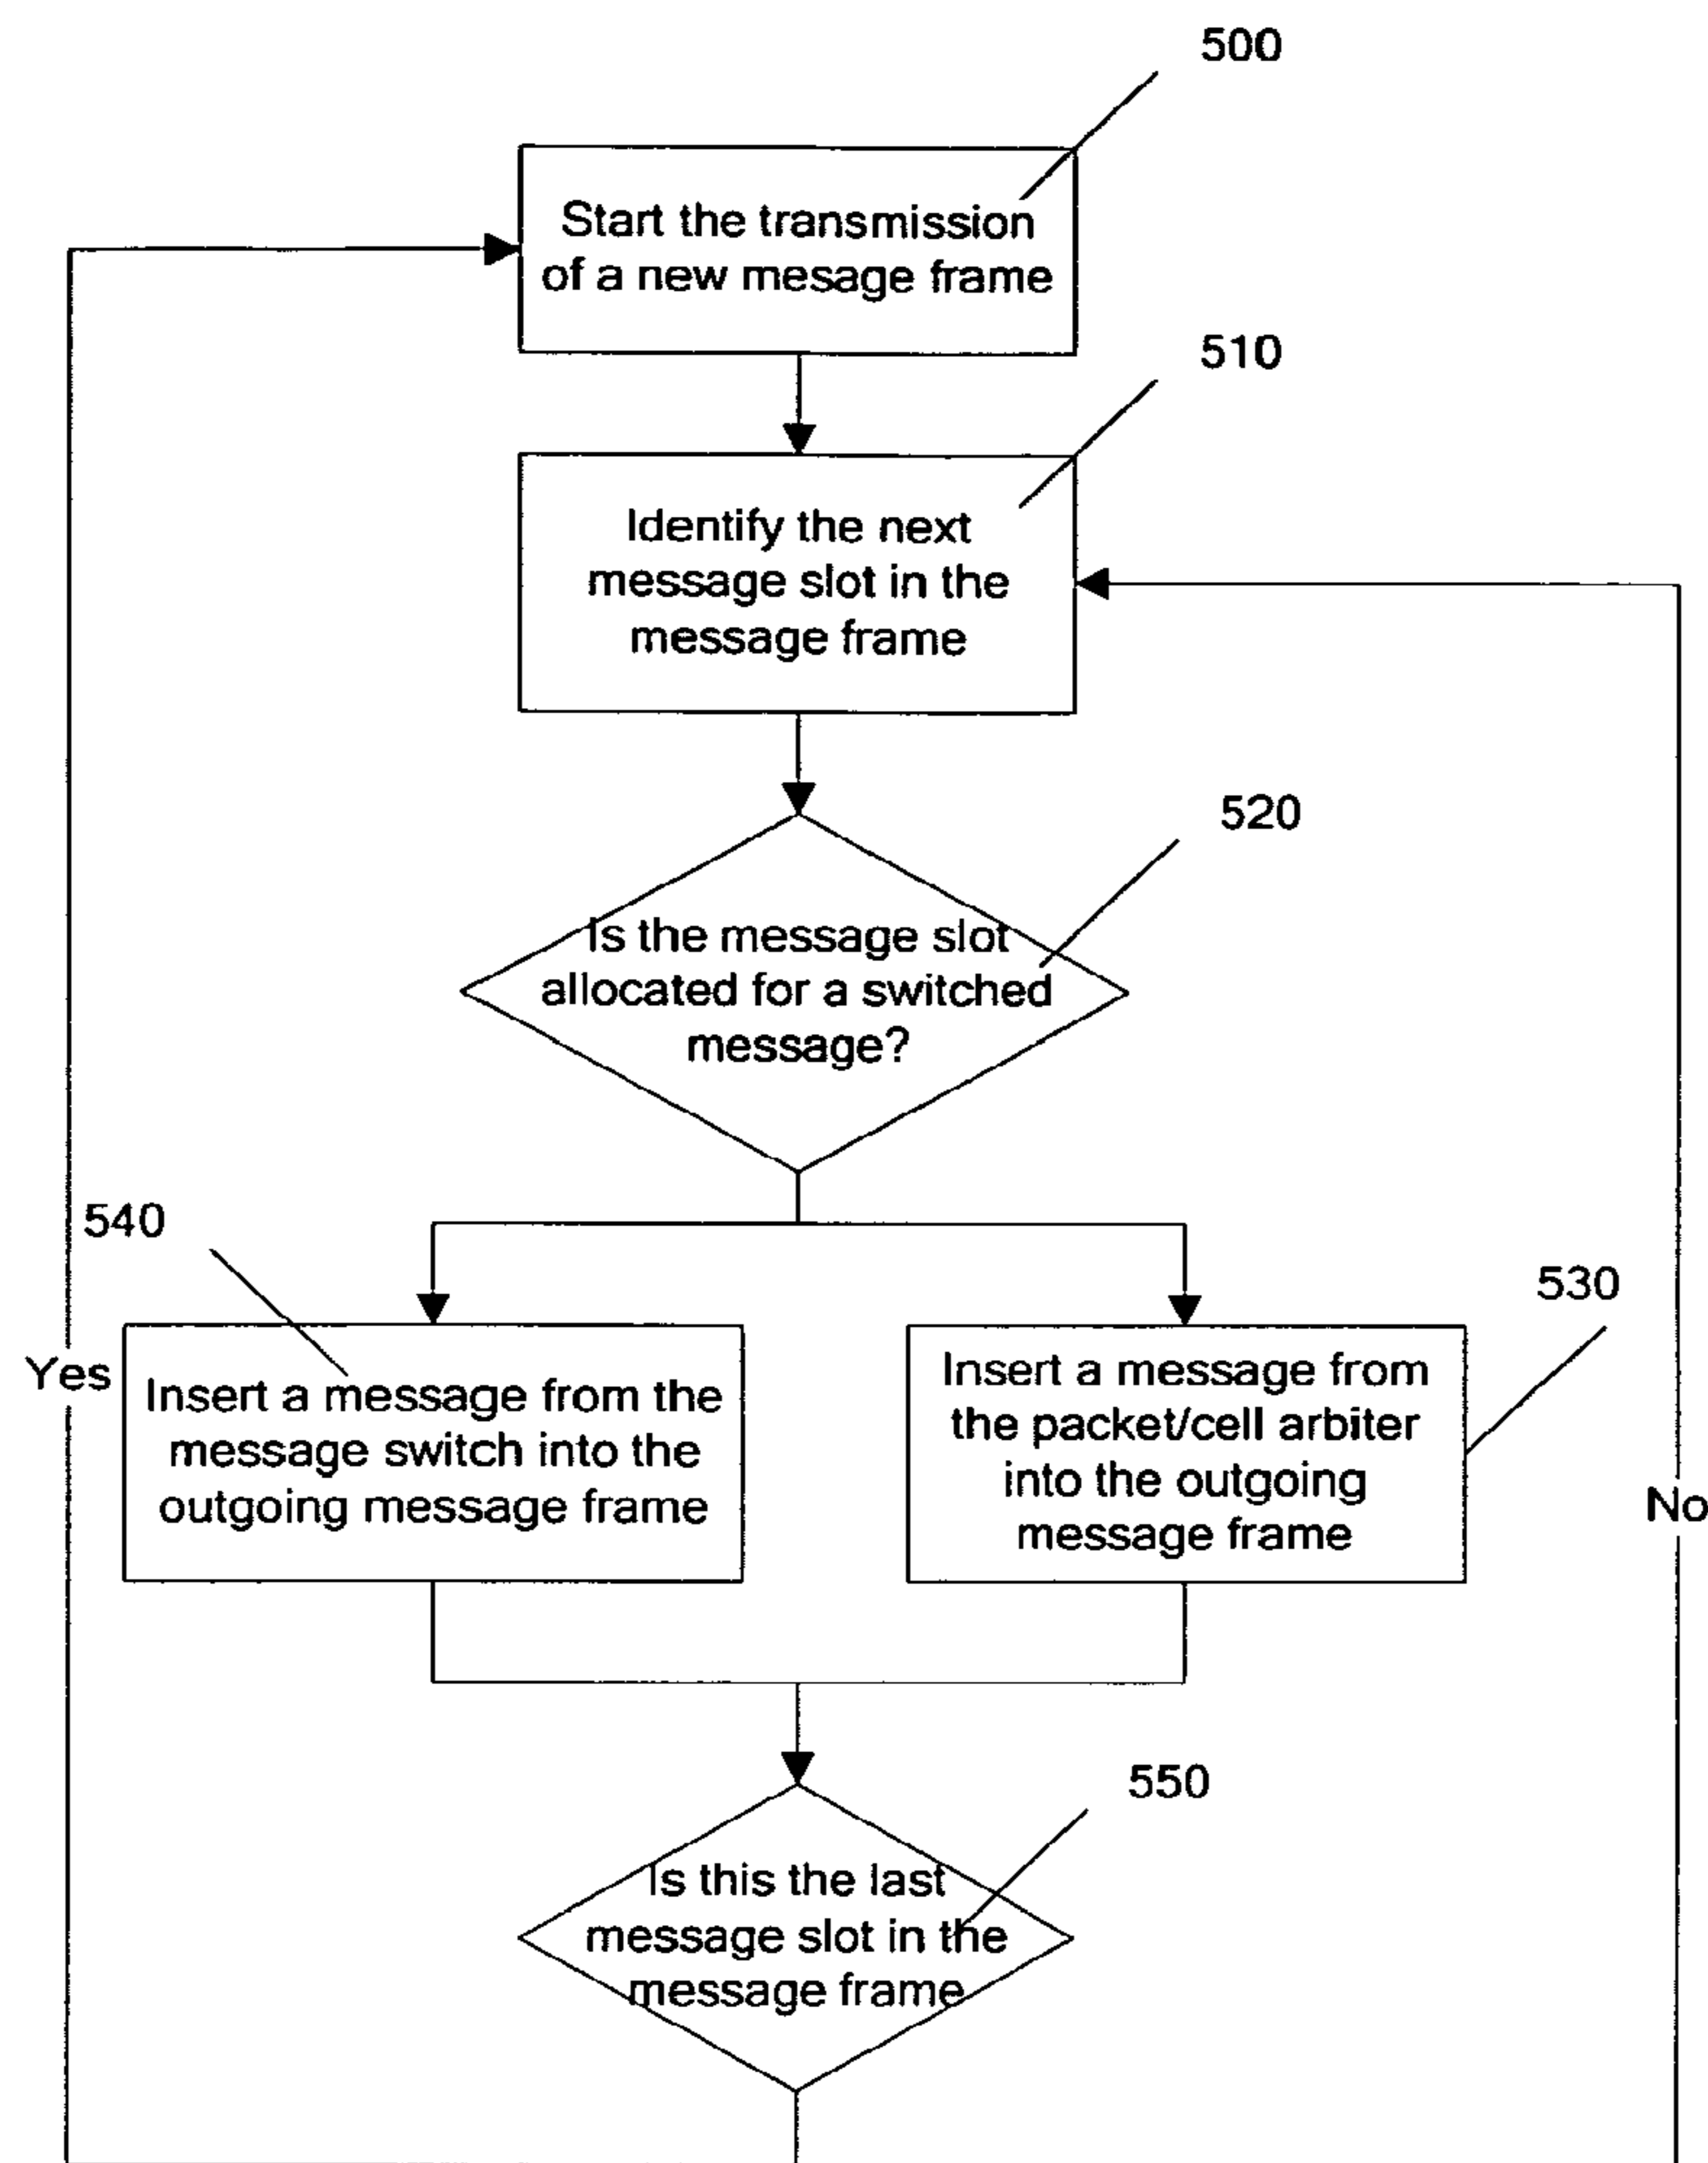 500
Start the transmission
of a new mesage frame
510
Identify the next
message slot in the
message frame
520
Is the message slot
allocated for a switched
message?
540
530
Yes
Insert a message from the
message switch into the
outgoing message frame
Insert a message from
the packet/cell arbiter
into the outgoing
message frame
No
550
Is this the last
message slot in the
message frame